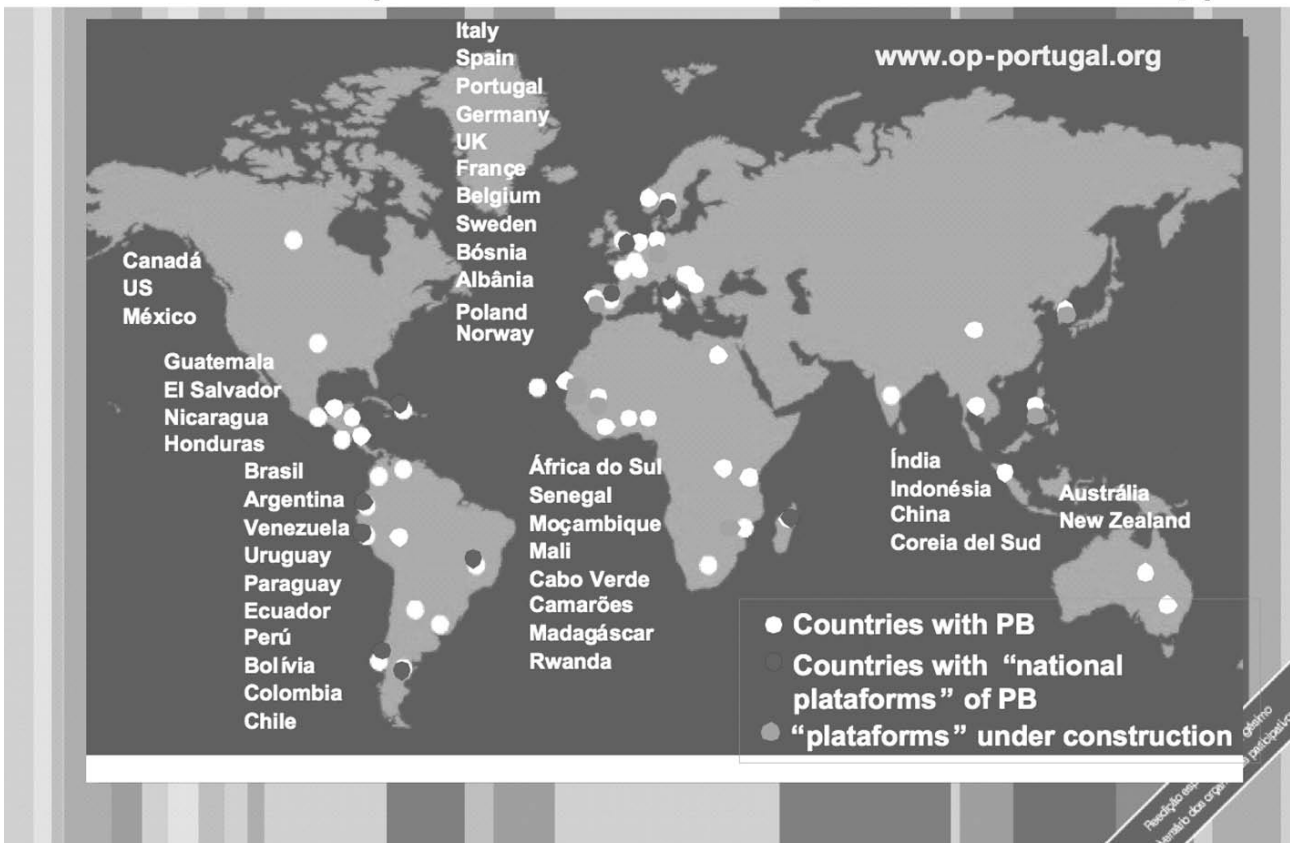 www.op-portugal.org
Italy
Spain
Portugal
Germany
UK
Françe
Belgium
Sweden
Bósnia
Albânia
Poland
Norway
Canadá
US
México
Guatemala
El Salvador
Nicaragua
Honduras
Brasil
Argentina
Venezuela
Uruguay
Paraguay
Ecuador
Perú
Bolívia
Colombia
Chile
África do Sul
Senegal
Moçambique
Mali
Cabo Verde
Camarões
Madagáscar
Rwanda
Índia
Indonésia
China
Coreia del Sud
Austrália
New Zealand
Countries with PB
Countries with “national
plataforms” of PB
“plataforms” under construction